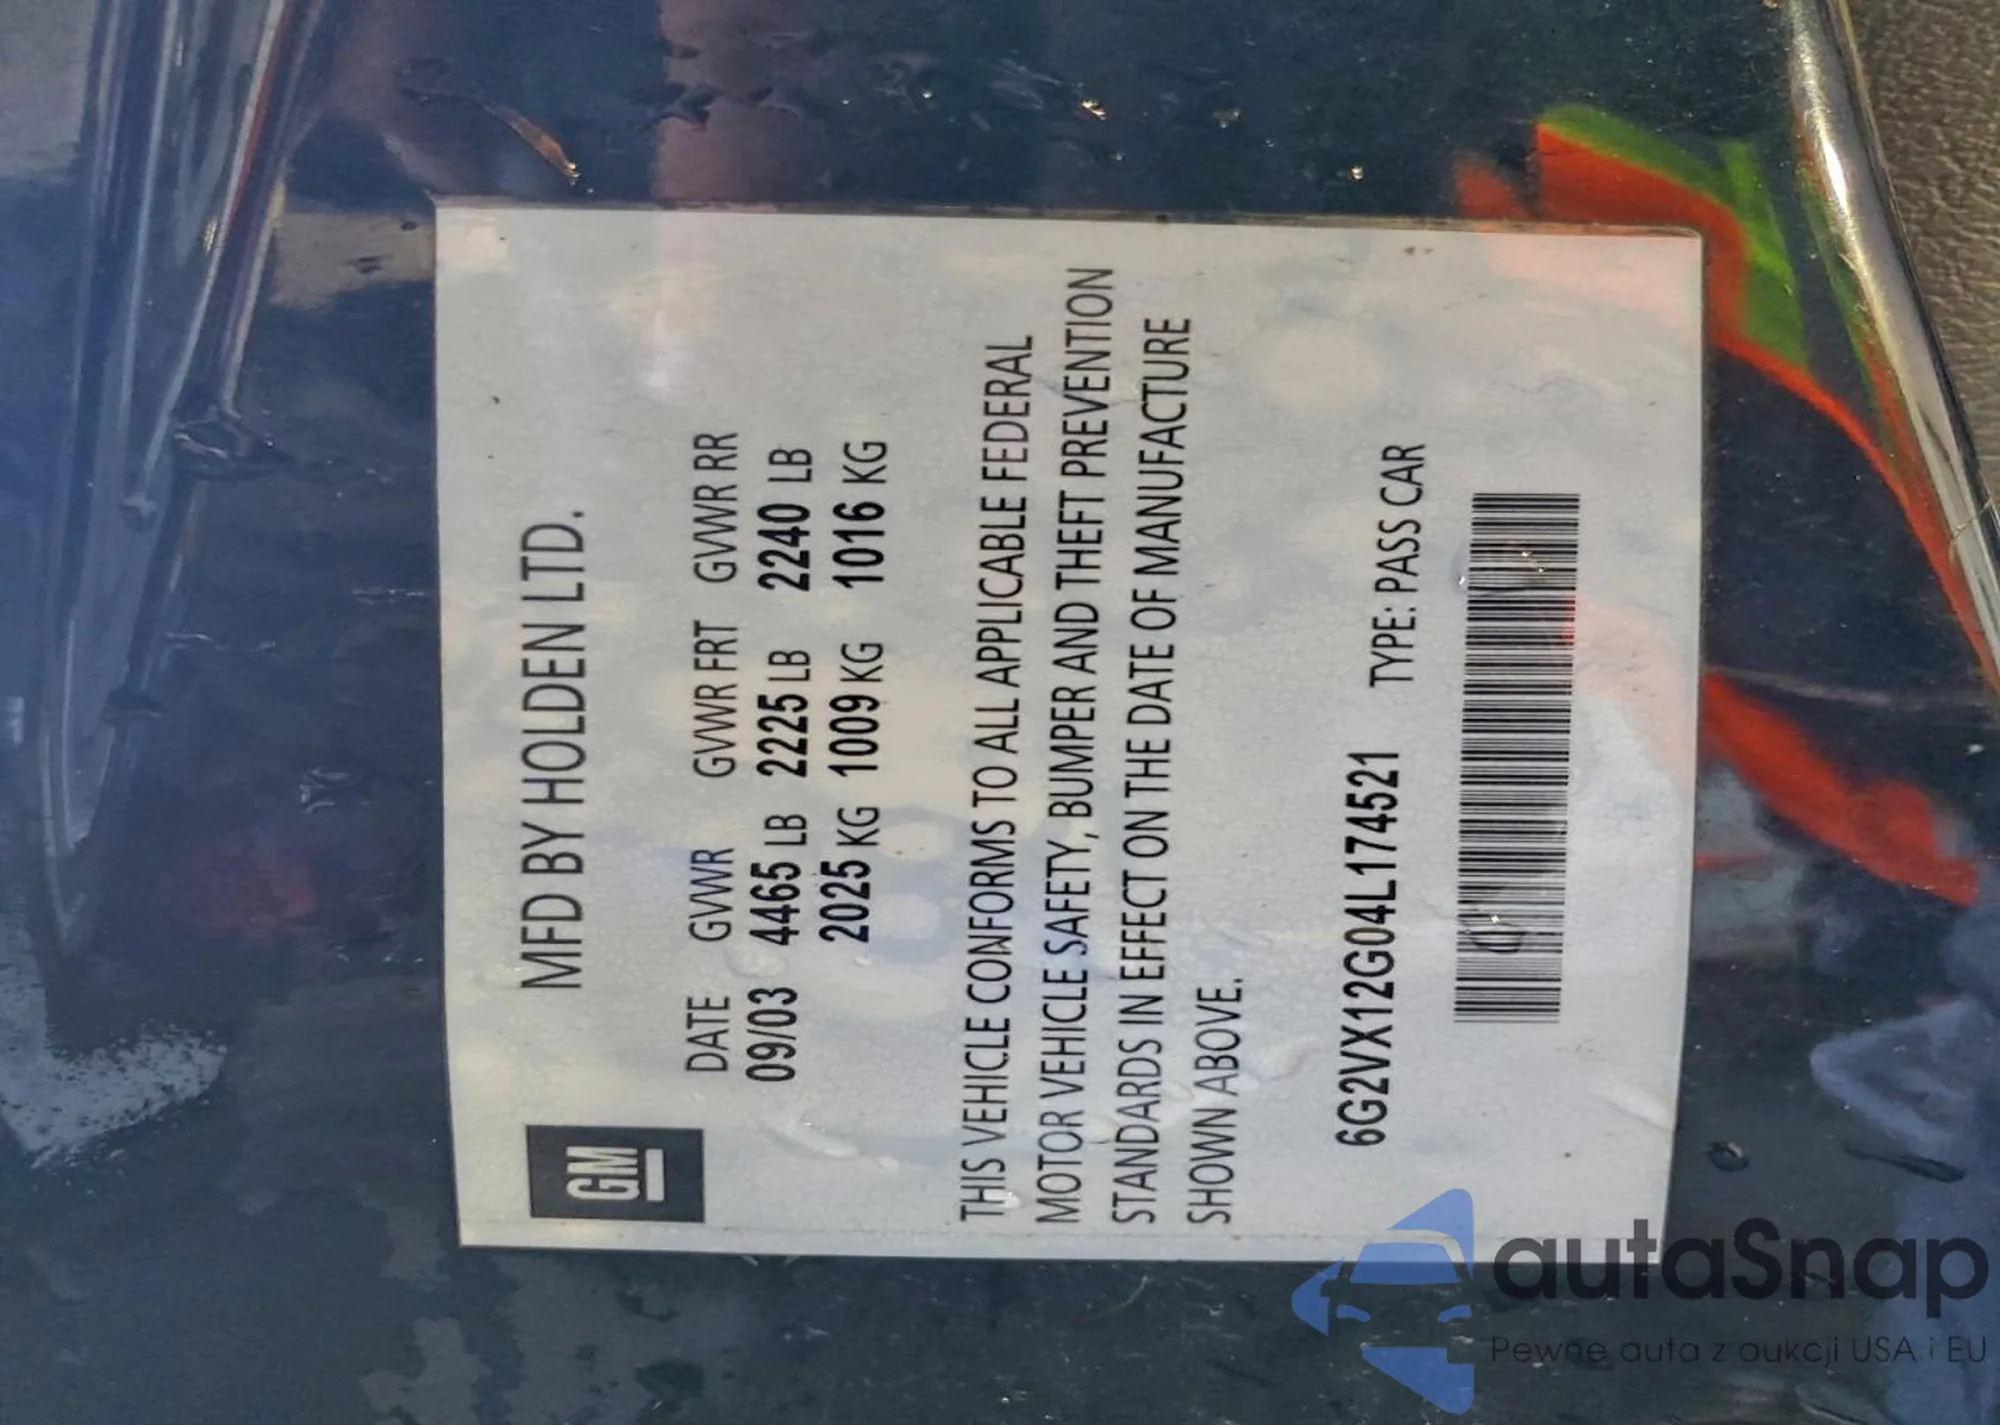 GM
MFD BY HOLDEN LTD.
DATE GVWR GVWR FRT GVWR RR
09/03 4465 LB 2225 LB 2240 LB
2025 KG 1009 KG 1016 KG
THIS VEHICLE CONFORMS TO ALL APPLICABLE FEDERAL
MOTOR VEHICLE SAFETY, BUMPER AND THEFT PREVENTION
STANDARDS IN EFFECT ON THE DATE OF MANUFACTURE
SHOWN ABOVE.
6G2VX12G04L174521 TYPE: PASS CAR
autaSnap
Pewne auta z aukcji USA i EU